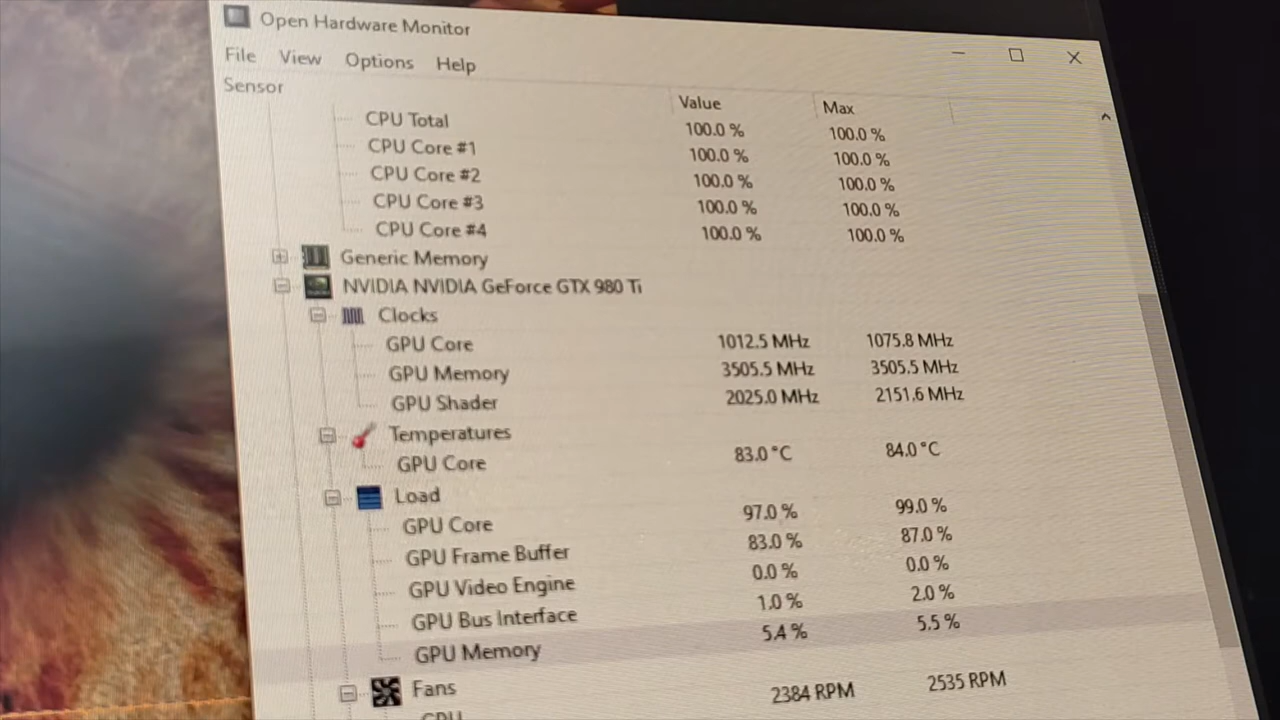 Open Hardware Monitor
File View Options Help
Sensor Value Max
CPU Total 100.0 % 100.0 %
CPU Core #1 100.0 % 100.0 %
CPU Core #2 100.0 % 100.0 %
CPU Core #3 100.0 % 100.0 %
CPU Core #4 100.0 % 100.0 %
Generic Memory
NVIDIA NVIDIA GeForce GTX 980 Ti
Clocks
GPU Core 1012.5 MHz 1075.8 MHz
GPU Memory 3505.5 MHz 3505.5 MHz
GPU Shader 2025.0 MHz 2151.6 MHz
Temperatures
GPU Core 83.0 °C 84.0 °C
Load
GPU Core 97.0 % 99.0 %
GPU Frame Buffer 83.0 % 87.0 %
GPU Video Engine 0.0 % 0.0 %
GPU Bus Interface 1.0 % 2.0 %
GPU Memory 5.4 % 5.5 %
Fans
2384 RPM 2535 RPM